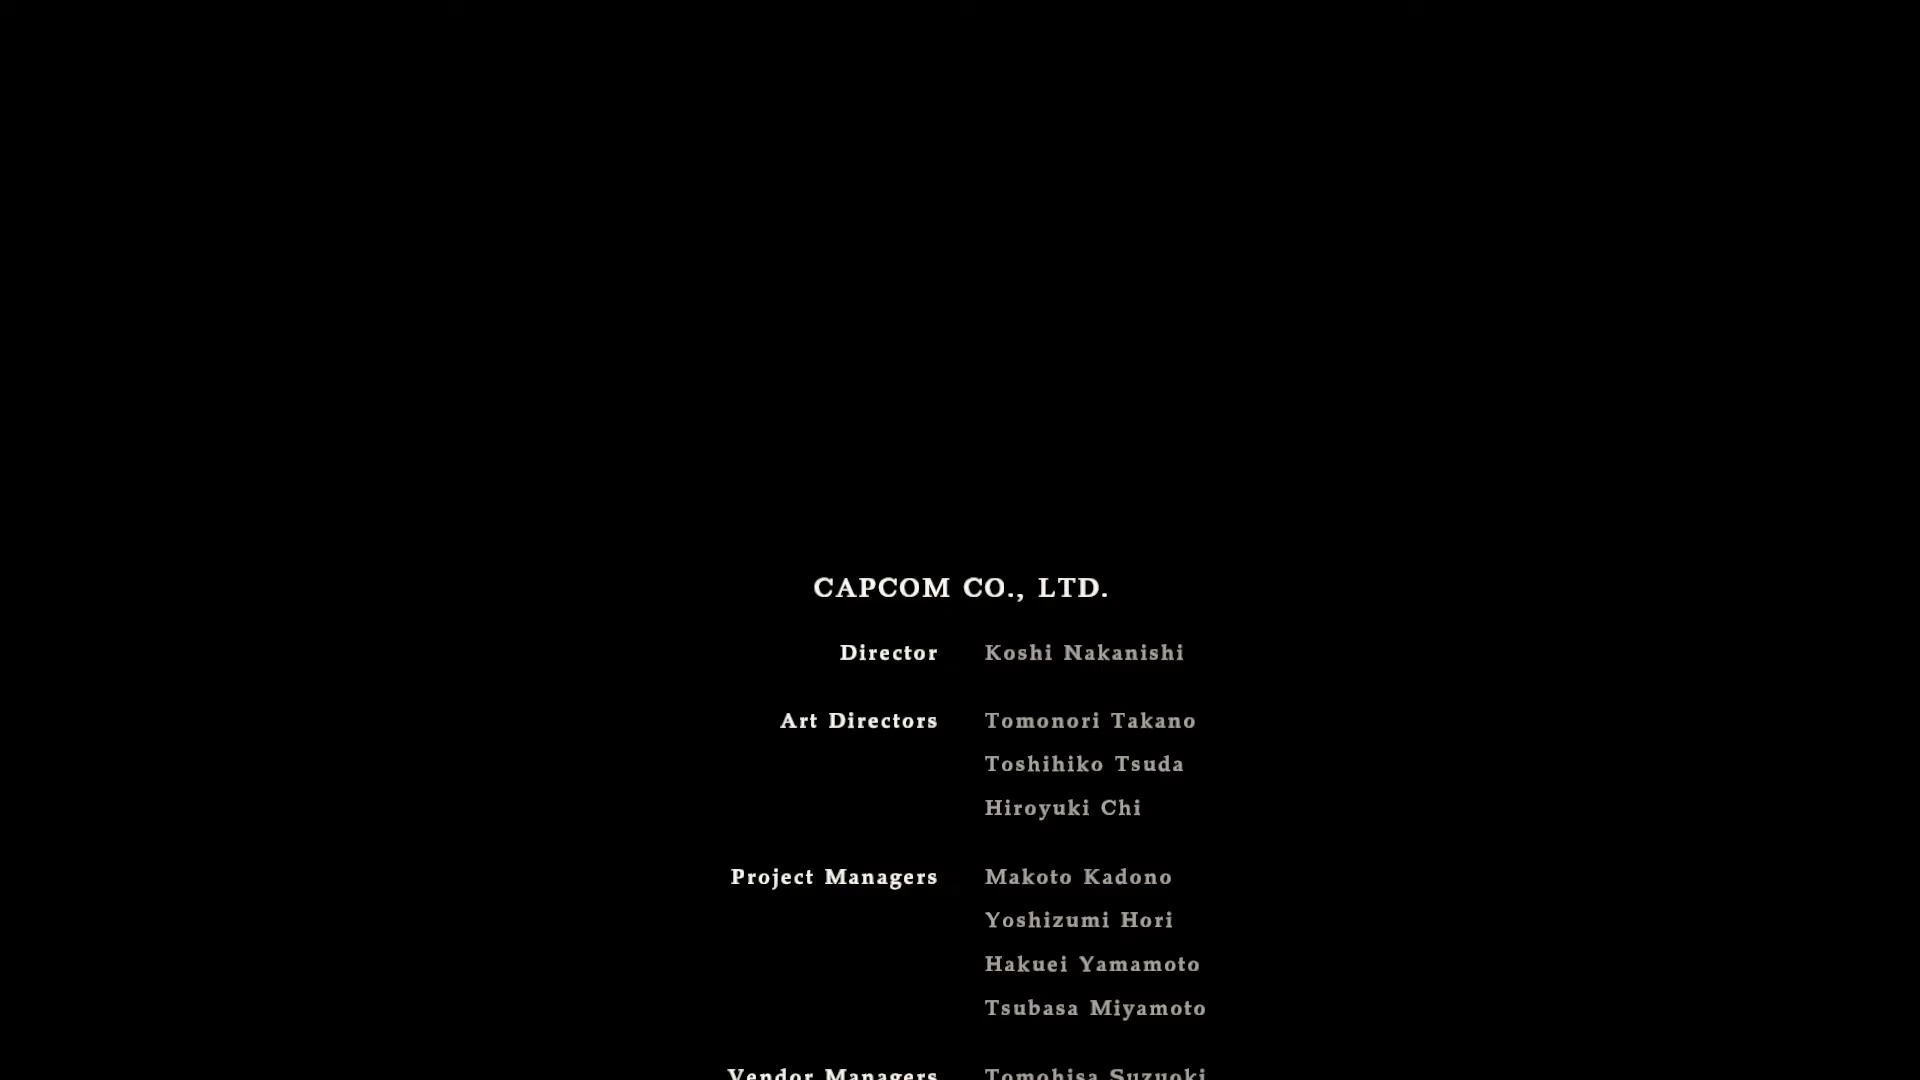 CAPCOM CO., LTD.
Director Koshi Nakanishi
Art Directors Tomonori Takano
Toshihiko Tsuda
Hiroyuki Chi
Project Managers Makoto Kadono
Yoshizumi Hori
Hakuei Yamamoto
Tsubasa Miyamoto
Vendor Managers Tomohisa Suzuoki